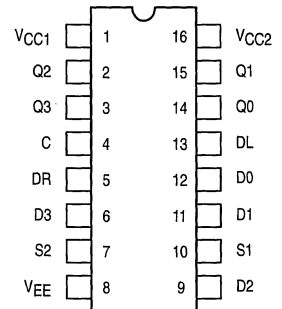 VCC1 1 16 VCC2
Q2 2 15 Q1
Q3 3 14 Q0
C 4 13 DL
DR 5 12 D0
D3 6 11 D1
S2 7 10 S1
VEE 8 9 D2